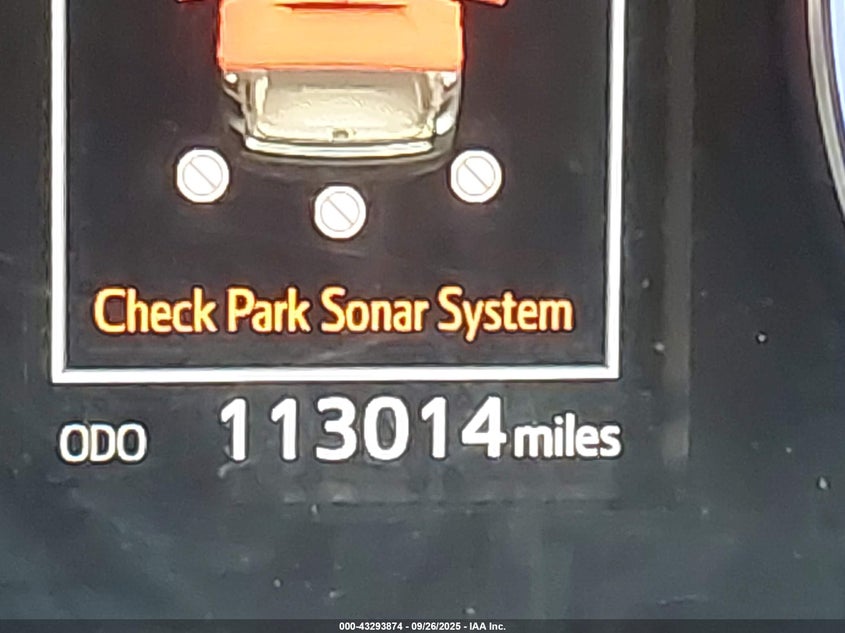 Check Park Sonar System
ODO 113014 miles
000-43293874 - 09/26/2025 - IAA Inc.